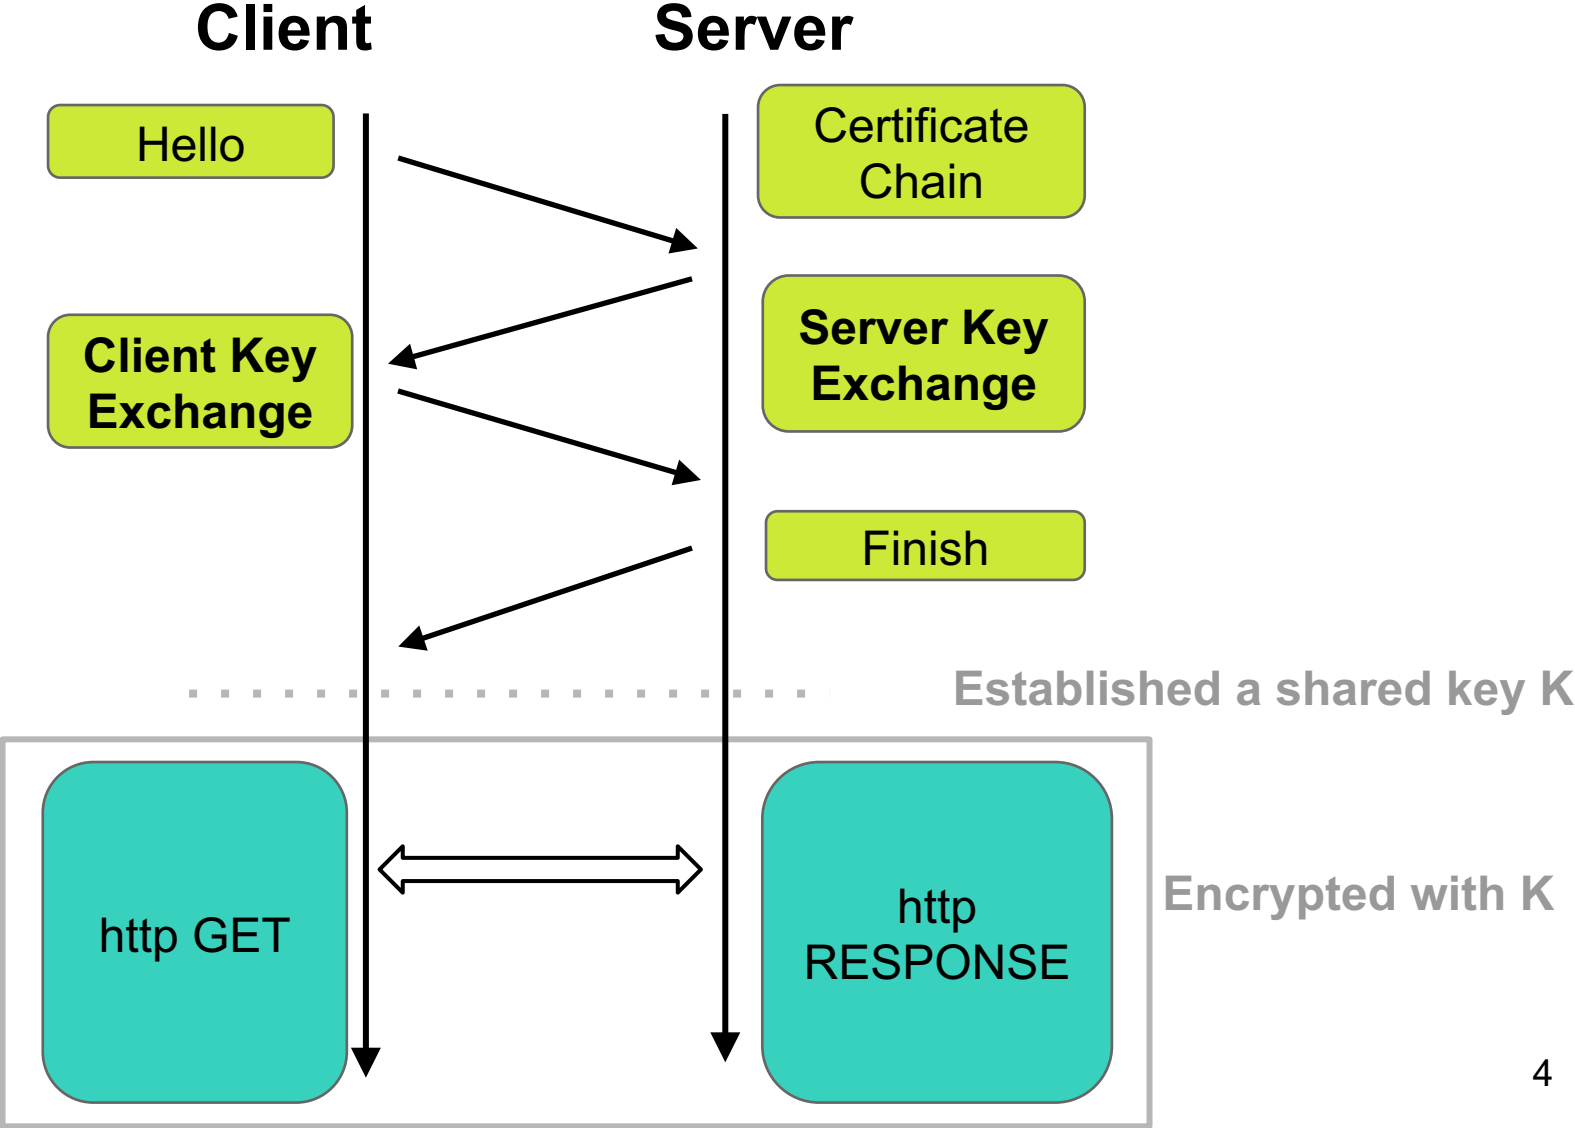 Client
Server
Hello
Certificate
Chain
Client Key
Exchange
Server Key
Exchange
Finish
Established a shared key K
http GET
http
RESPONSE
Encrypted with K
4